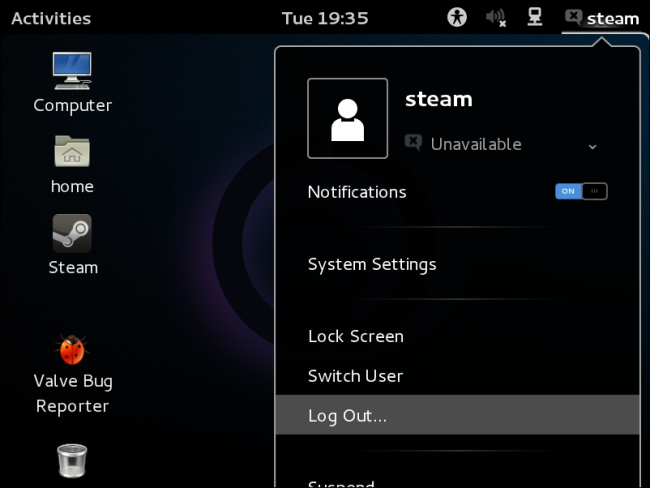 Activities
Tue 19:35
steam
Computer
home
Steam
Valve Bug
Reporter
steam
Unavailable
Notifications
ON
System Settings
Lock Screen
Switch User
Log Out...
Suspend